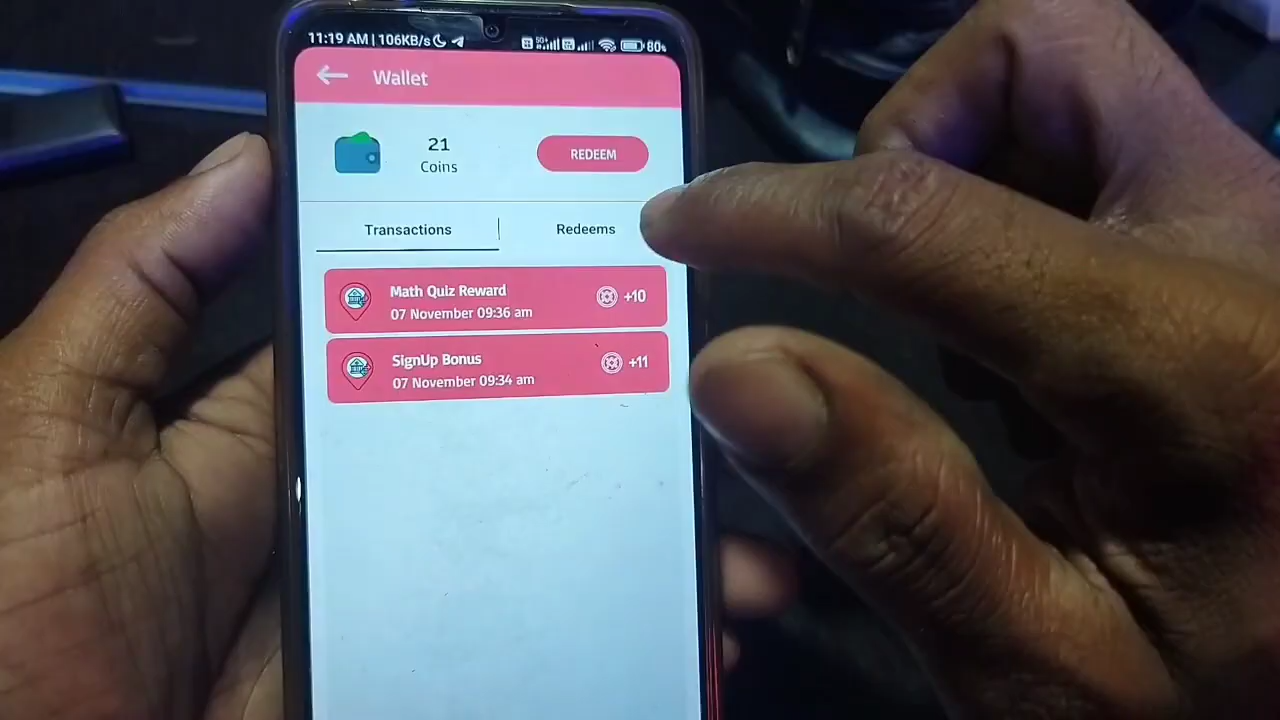 11:19 AM | 106KB/s
80%
Wallet
21
Coins
REDEEM
Transactions
Redeems
Math Quiz Reward
+10
07 November 09:36 am
SignUp Bonus
+11
07 November 09:34 am